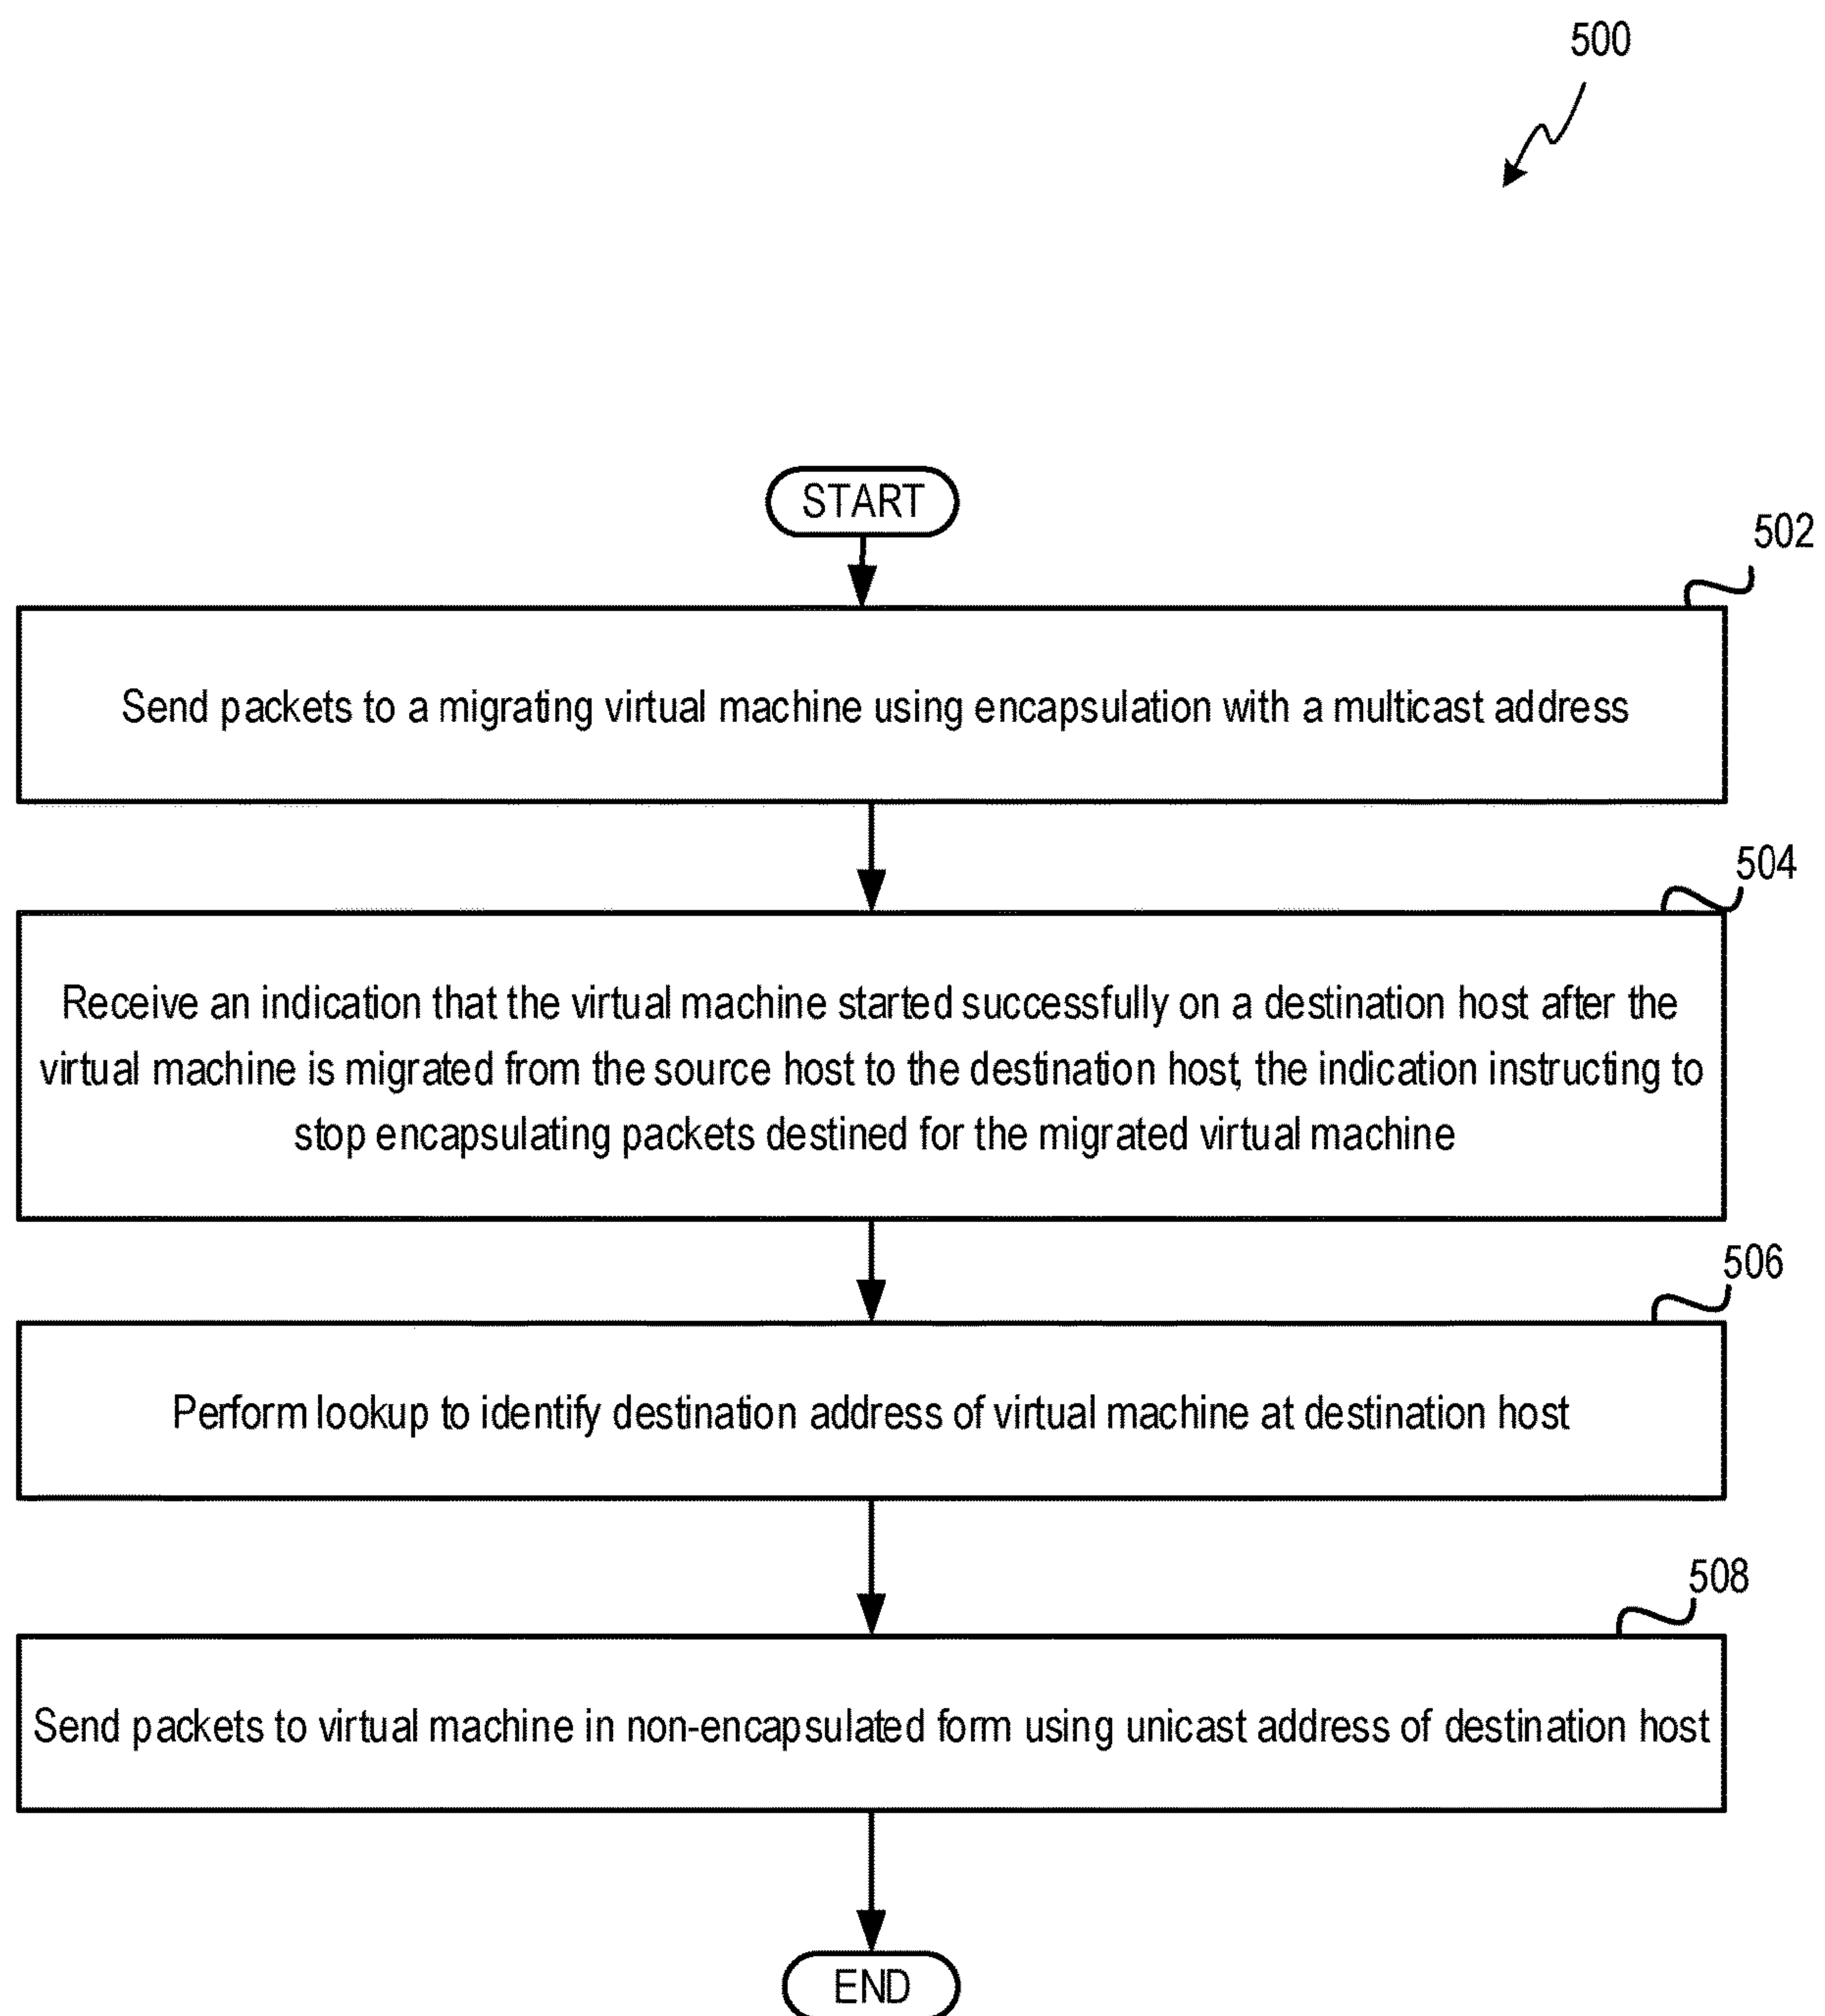 500
START
502
Send packets to a migrating virtual machine using encapsulation with a multicast address
504
Receive an indication that the virtual machine started successfully on a destination host after the
virtual machine is migrated from the source host to the destination host, the indication instructing to
stop encapsulating packets destined for the migrated virtual machine
506
Perform lookup to identify destination address of virtual machine at destination host
508
Send packets to virtual machine in non-encapsulated form using unicast address of destination host
END